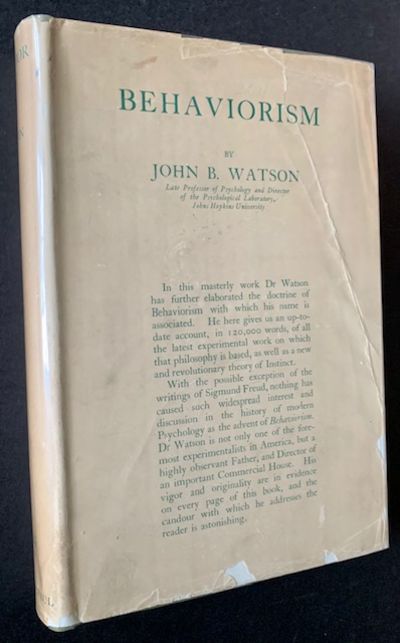 BEHAVIORISM
BY
JOHN B. WATSON
Late Professor of Psychology and Director
of the Psychological Laboratory,
Johns Hopkins University
In this masterly work Dr Watson
has further elaborated the doctrine of
Behaviorism with which his name is
associated. He here gives us an up-to-
date account, in 120,000 words, of all
the latest experimental work on which
that philosophy is based, as well as a new
and revolutionary theory of Instinct.
With the possible exception of the
writings of Sigmund Freud, nothing has
caused such widespread interest and
discussion in the history of modern
Psychology as the advent of Behaviorism.
Dr Watson is not only one of the fore-
most experimentalists in America, but a
highly observant Father, and Director of
an important Commercial House. His
vigor and originality are in evidence
on every page of this book, and the
candour with which he addresses the
reader is astonishing.